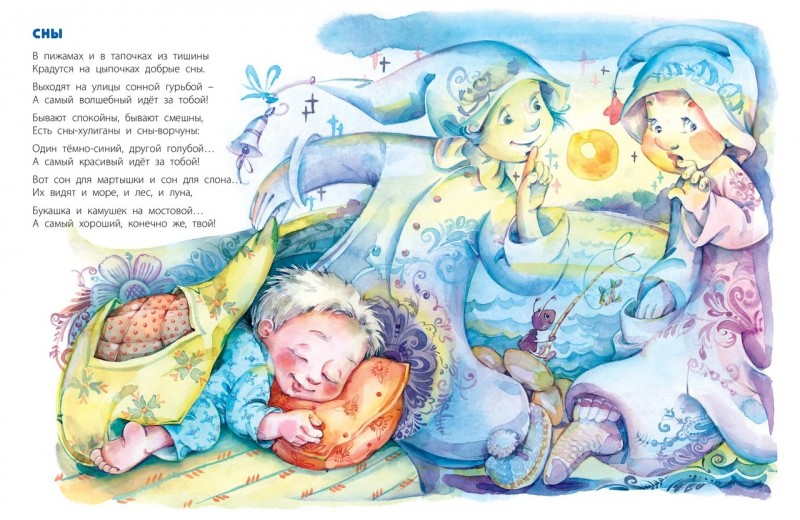 СНЫ
В пижамах и в тапочках из тишины
Крадутся на цыпочках добрые сны.
Выходят на улицы сонной гурьбой –
А самый волшебный идёт за тобой!
Бывают спокойны, бывают смешны,
Есть сны-хулиганы и сны-ворчуны:
Один тёмно-синий, другой голубой...
А самый красивый идёт за тобой!
Вот сон для мартышки и сон для слона...
Их видят и море, и лес, и луна,
Букашка и камушек на мостовой...
А самый хороший, конечно же, твой!